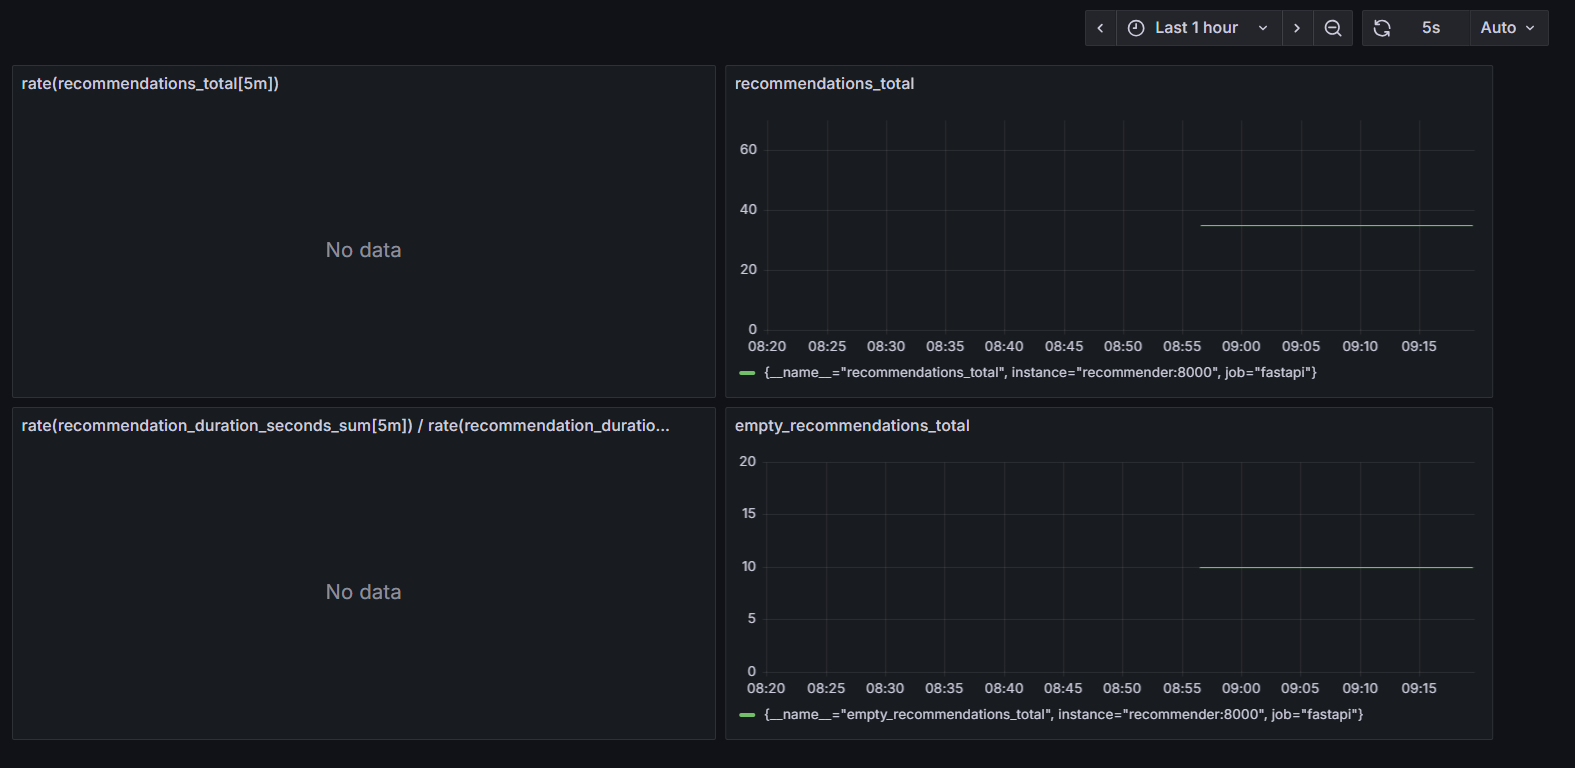 Last 1 hour
5s
Auto
rate(recommendations_total[5m])
No data
recommendations_total
60
40
20
0
08:20 08:25 08:30 08:35 08:40 08:45 08:50 08:55 09:00 09:05 09:10 09:15
{__name__="recommendations_total", instance="recommender:8000", job="fastapi"}
rate(recommendation_duration_seconds_sum[5m]) / rate(recommendation_duratio...
No data
empty_recommendations_total
20
15
10
5
0
08:20 08:25 08:30 08:35 08:40 08:45 08:50 08:55 09:00 09:05 09:10 09:15
{__name__="empty_recommendations_total", instance="recommender:8000", job="fastapi"}